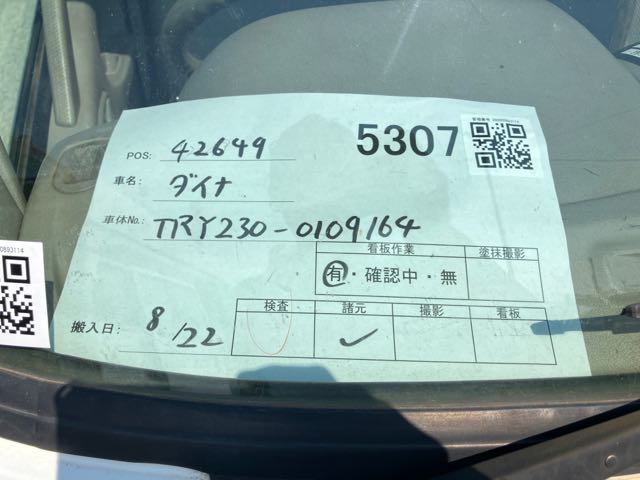 POS: 42649
5307
車名: ダイナ
車体No.: TRY230-0109164
看板作業 塗抹撮影
有・確認中・無
検査 諸元 撮影 看板
搬入日: 8/22 ✓
0893114